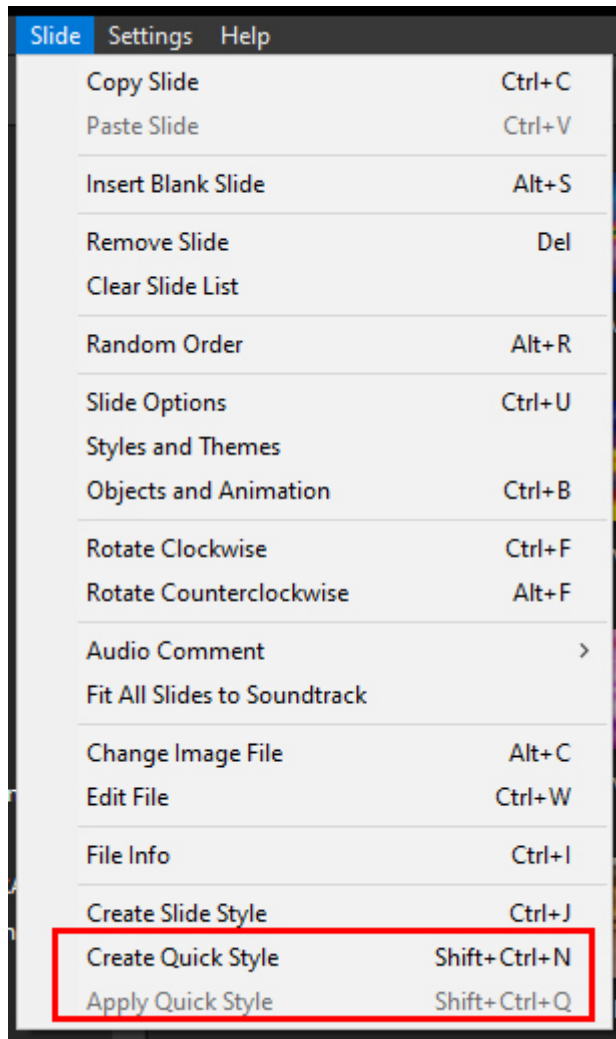 Slide Settings Help
Copy Slide Ctrl+C
Paste Slide Ctrl+V
Insert Blank Slide Alt+S
Remove Slide Del
Clear Slide List
Random Order Alt+R
Slide Options Ctrl+U
Styles and Themes
Objects and Animation Ctrl+B
Rotate Clockwise Ctrl+F
Rotate Counterclockwise Alt+F
Audio Comment >
Fit All Slides to Soundtrack
Change Image File Alt+C
Edit File Ctrl+W
File Info Ctrl+I
Create Slide Style Ctrl+J
Create Quick Style Shift+Ctrl+N
Apply Quick Style Shift+Ctrl+Q